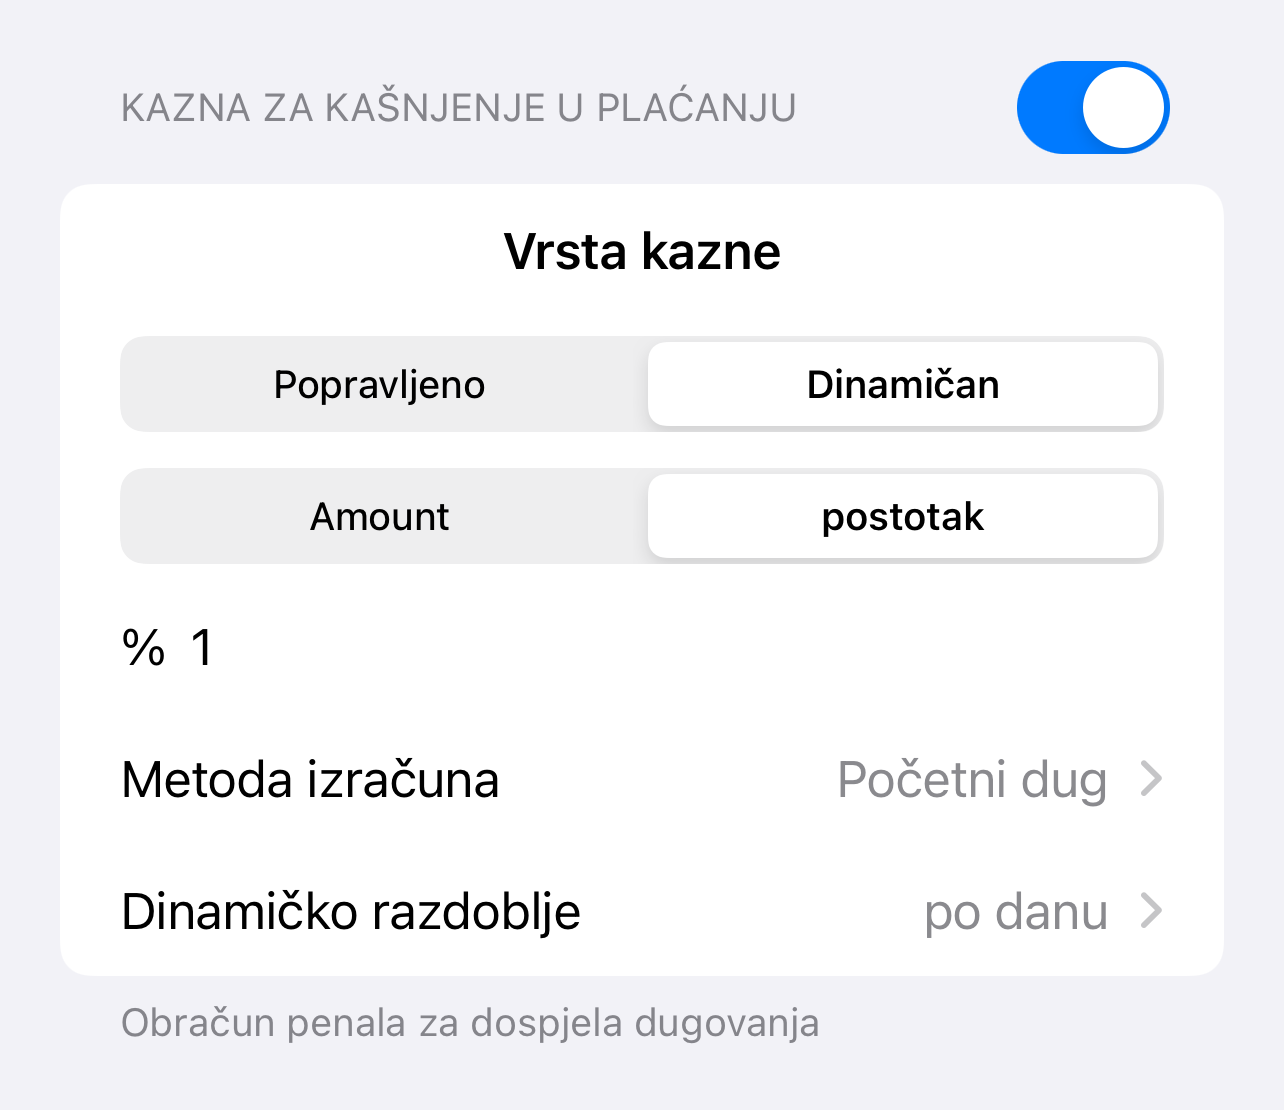 KAZNA ZA KAŠNJENJE U PLAĆANJU
Vrsta kazne
Popravljeno Dinamičan
Amount postotak
% 1
Metoda izračuna Početni dug
Dinamičko razdoblje po danu
Obračun penala za dospjela dugovanja